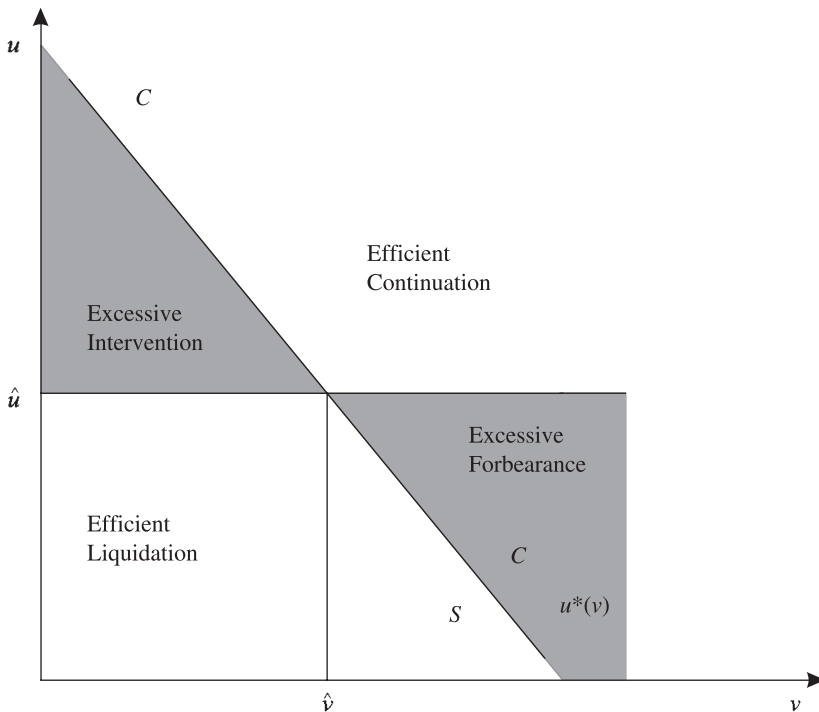 u
C
Efficient
Continuation
Excessive
Intervention
û
Excessive
Forbearance
Efficient
Liquidation
C
u*(v)
S
v̂
v